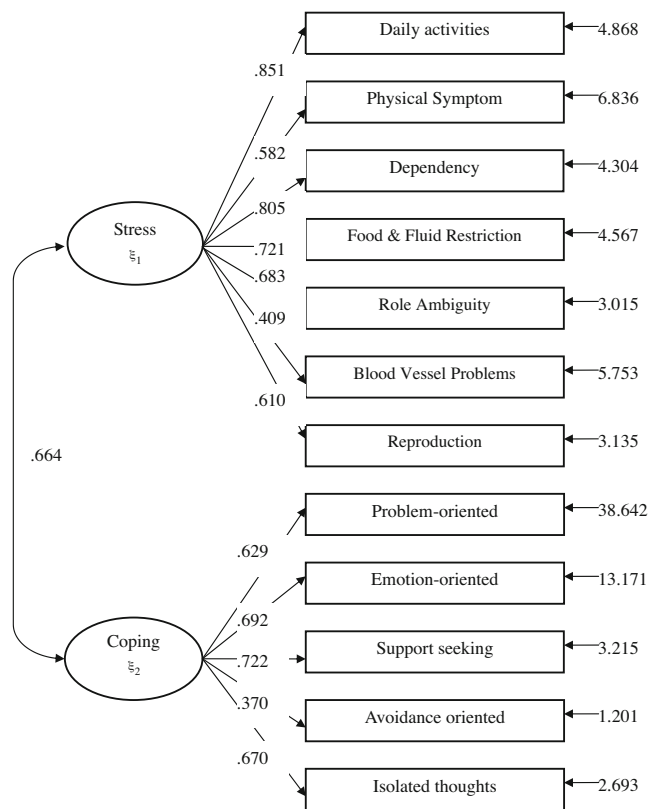 Daily activities
4.868
.851
Physical Symptom
6.836
.582
Dependency
4.304
.805
Stress
ξ1
Food & Fluid Restriction
4.567
.721
.683
Role Ambiguity
3.015
.409
Blood Vessel Problems
5.753
.610
Reproduction
3.135
.664
Problem-oriented
38.642
.629
Emotion-oriented
13.171
.692
Coping
ξ2
Support seeking
3.215
.722
.370
Avoidance oriented
1.201
.670
Isolated thoughts
2.693